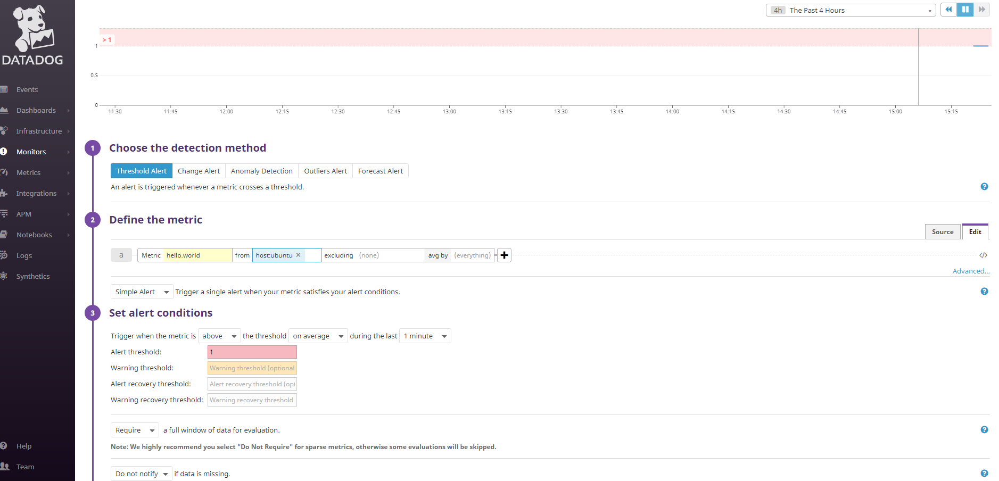 DATADOG
Events
Dashboards
Infrastructure
Monitors
Metrics
Integrations
APM
Notebooks
Logs
Synthetics
Help
Team
4h The Past 4 Hours
> 1
1
0.5
0
11:30 11:45 12:00 12:15 12:30 12:45 13:00 13:15 13:30 13:45 14:00 14:15 14:30 14:45 15:00 15:15
1 Choose the detection method
Threshold Alert Change Alert Anomaly Detection Outliers Alert Forecast Alert
An alert is triggered whenever a metric crosses a threshold. ?
2 Define the metric
Source Edit
a Metric hello.world from host:ubuntu × excluding (none) avg by (everything) + </>
Advanced...
Simple Alert Trigger a single alert when your metric satisfies your alert conditions. ?
3 Set alert conditions
Trigger when the metric is above the threshold on average during the last 1 minute
Alert threshold: 1
Warning threshold: Warning threshold (optional
Alert recovery threshold: Alert recovery threshold (opt
Warning recovery threshold: Warning recovery threshold
Require a full window of data for evaluation. ?
Note: We highly recommend you select "Do Not Require" for sparse metrics, otherwise some evaluations will be skipped.
Do not notify if data is missing. ?